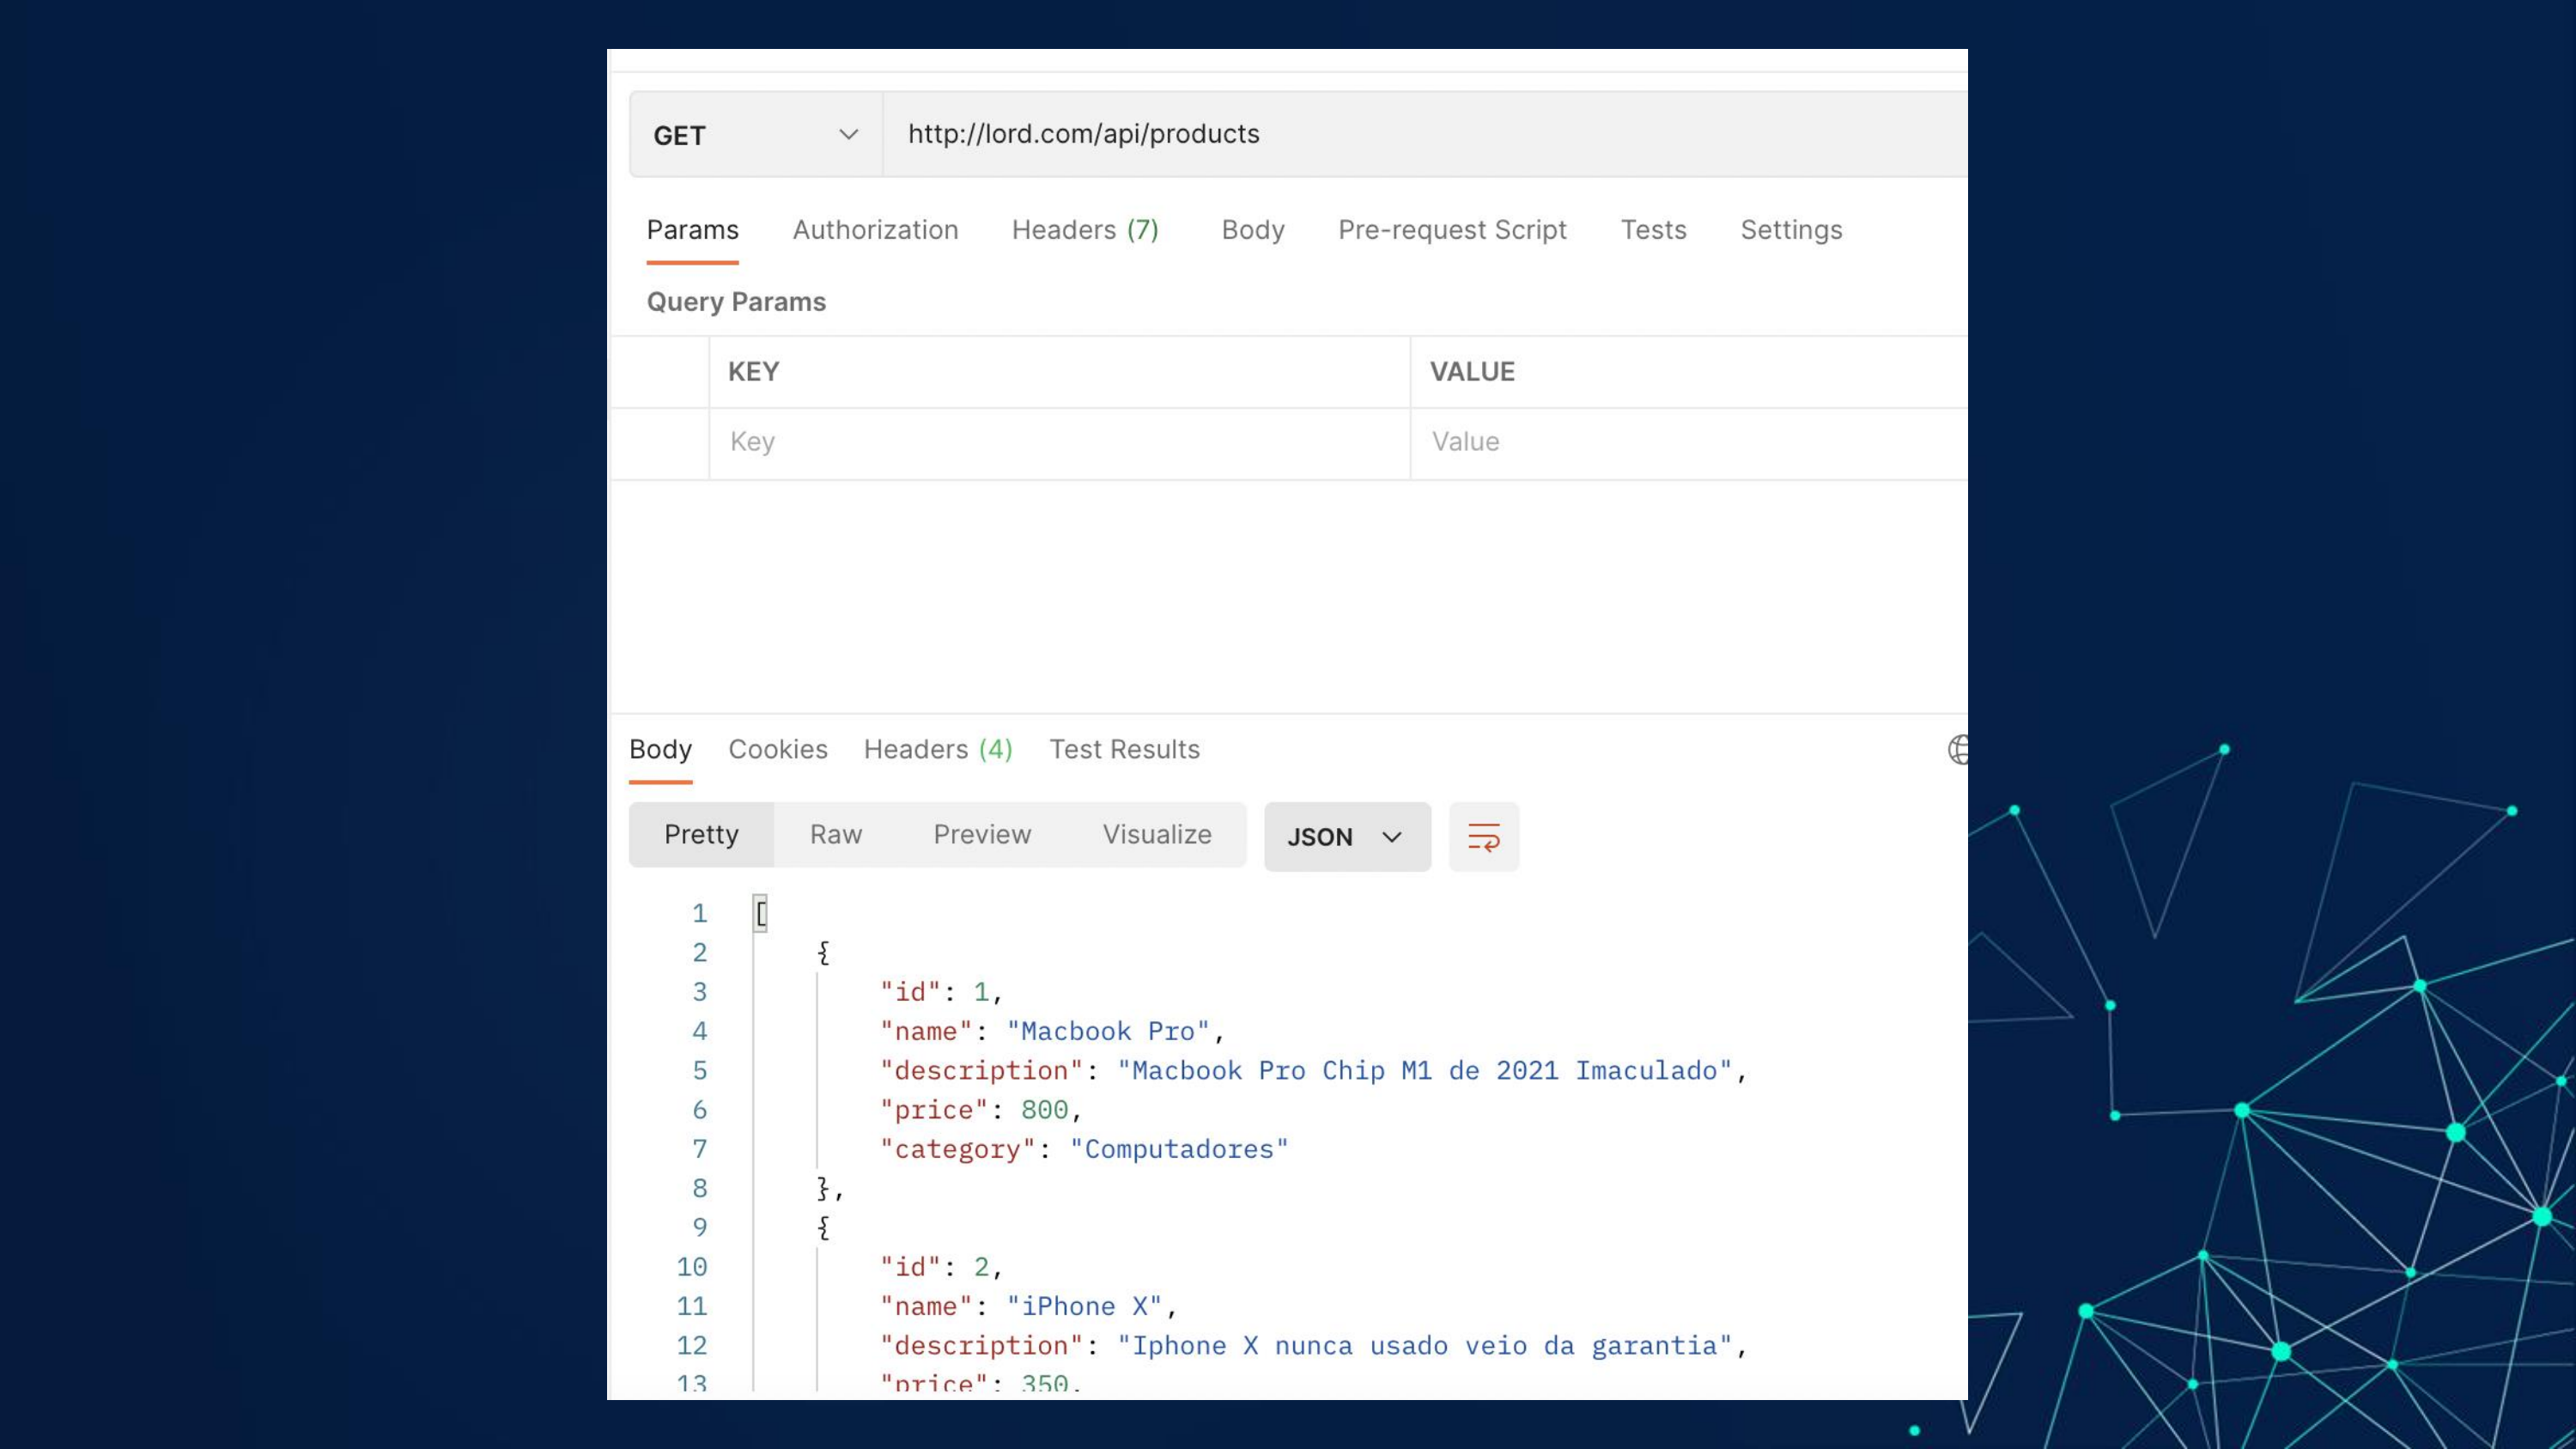 GET http://lord.com/api/products
Params Authorization Headers (7) Body Pre-request Script Tests Settings
Query Params
KEY VALUE
Key Value
Body Cookies Headers (4) Test Results
Pretty Raw Preview Visualize JSON
1 [
2 {
3 "id": 1,
4 "name": "Macbook Pro",
5 "description": "Macbook Pro Chip M1 de 2021 Imaculado",
6 "price": 800,
7 "category": "Computadores"
8 },
9 {
10 "id": 2,
11 "name": "iPhone X",
12 "description": "Iphone X nunca usado veio da garantia",
13 "price": 350,